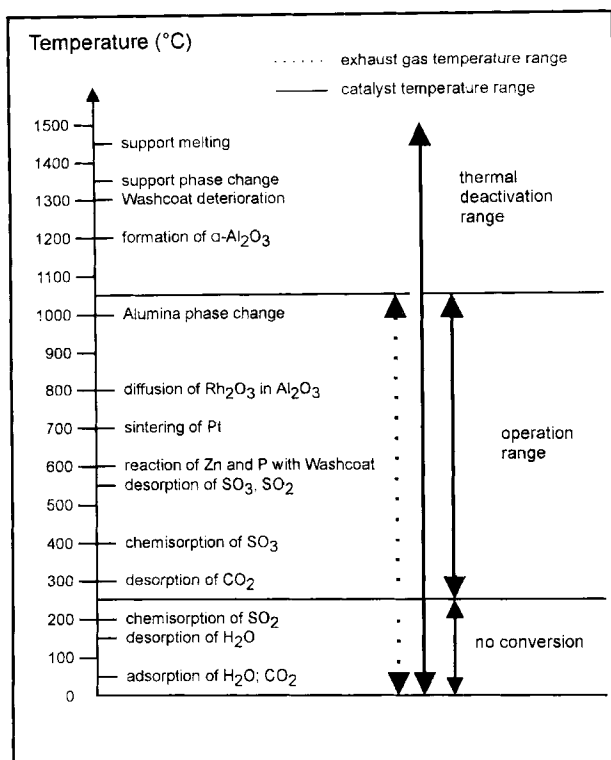 Temperature (°C)
exhaust gas temperature range
catalyst temperature range
1500
support melting
1400
support phase change
1300
Washcoat deterioration
thermal
deactivation
range
1200
formation of α-Al₂O₃
1100
1000
Alumina phase change
900
800
diffusion of Rh₂O₃ in Al₂O₃
700
sintering of Pt
operation
range
600
reaction of Zn and P with Washcoat
desorption of SO₃, SO₂
500
400
chemisorption of SO₃
300
desorption of CO₂
200
chemisorption of SO₂
desorption of H₂O
no conversion
100
adsorption of H₂O; CO₂
0